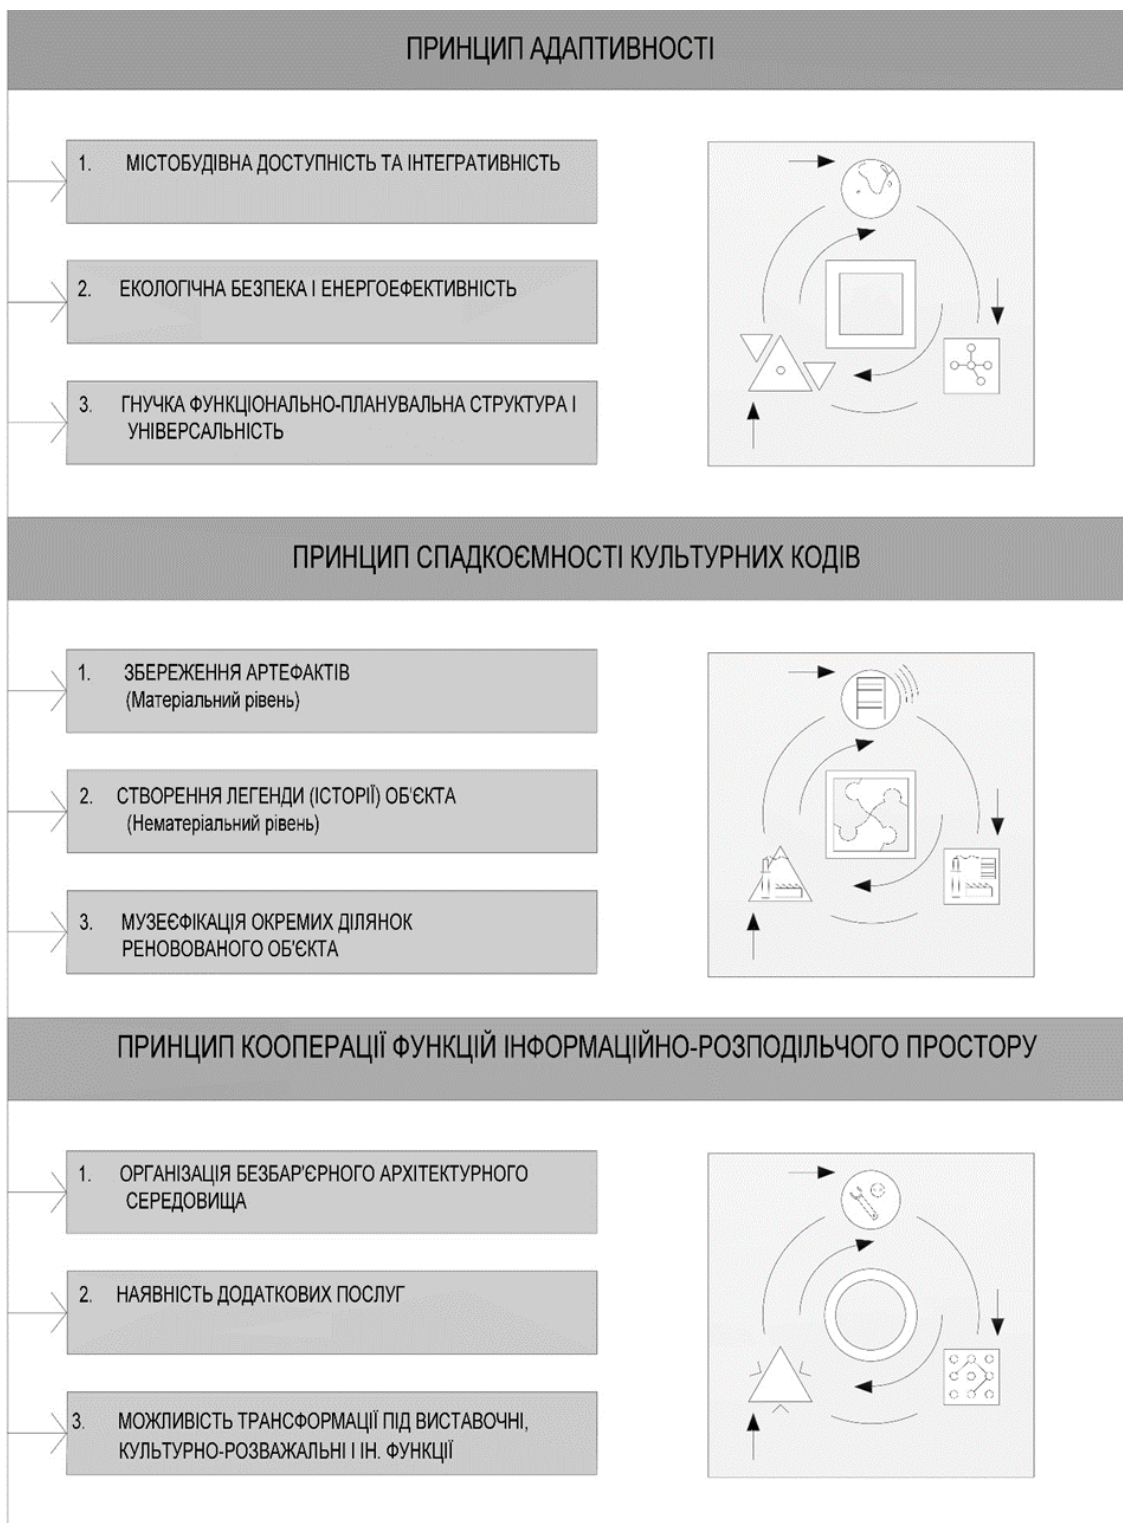 ПРИНЦИП АДАПТИВНОСТІ
1. МІСТОБУДІВНА ДОСТУПНІСТЬ ТА ІНТЕГРАТИВНІСТЬ
2. ЕКОЛОГІЧНА БЕЗПЕКА І ЕНЕРГОЕФЕКТИВНІСТЬ
3. ГНУЧКА ФУНКЦІОНАЛЬНО-ПЛАНУВАЛЬНА СТРУКТУРА І
УНІВЕРСАЛЬНІСТЬ
ПРИНЦИП СПАДКОЄМНОСТІ КУЛЬТУРНИХ КОДІВ
1. ЗБЕРЕЖЕННЯ АРТЕФАКТІВ
(Матеріальний рівень)
2. СТВОРЕННЯ ЛЕГЕНДИ (ІСТОРІЇ) ОБ'ЄКТА
(Нематеріальний рівень)
3. МУЗЕЄФІКАЦІЯ ОКРЕМИХ ДІЛЯНОК
РЕНОВОВАНОГО ОБ'ЄКТА
ПРИНЦИП КООПЕРАЦІЇ ФУНКЦІЙ ІНФОРМАЦІЙНО-РОЗПОДІЛЬЧОГО ПРОСТОРУ
1. ОРГАНІЗАЦІЯ БЕЗБАР'ЄРНОГО АРХІТЕКТУРНОГО
СЕРЕДОВИЩА
2. НАЯВНІСТЬ ДОДАТКОВИХ ПОСЛУГ
3. МОЖЛИВІСТЬ ТРАНСФОРМАЦІЇ ПІД ВИСТАВОЧНІ,
КУЛЬТУРНО-РОЗВАЖАЛЬНІ І ІН. ФУНКЦІЇ